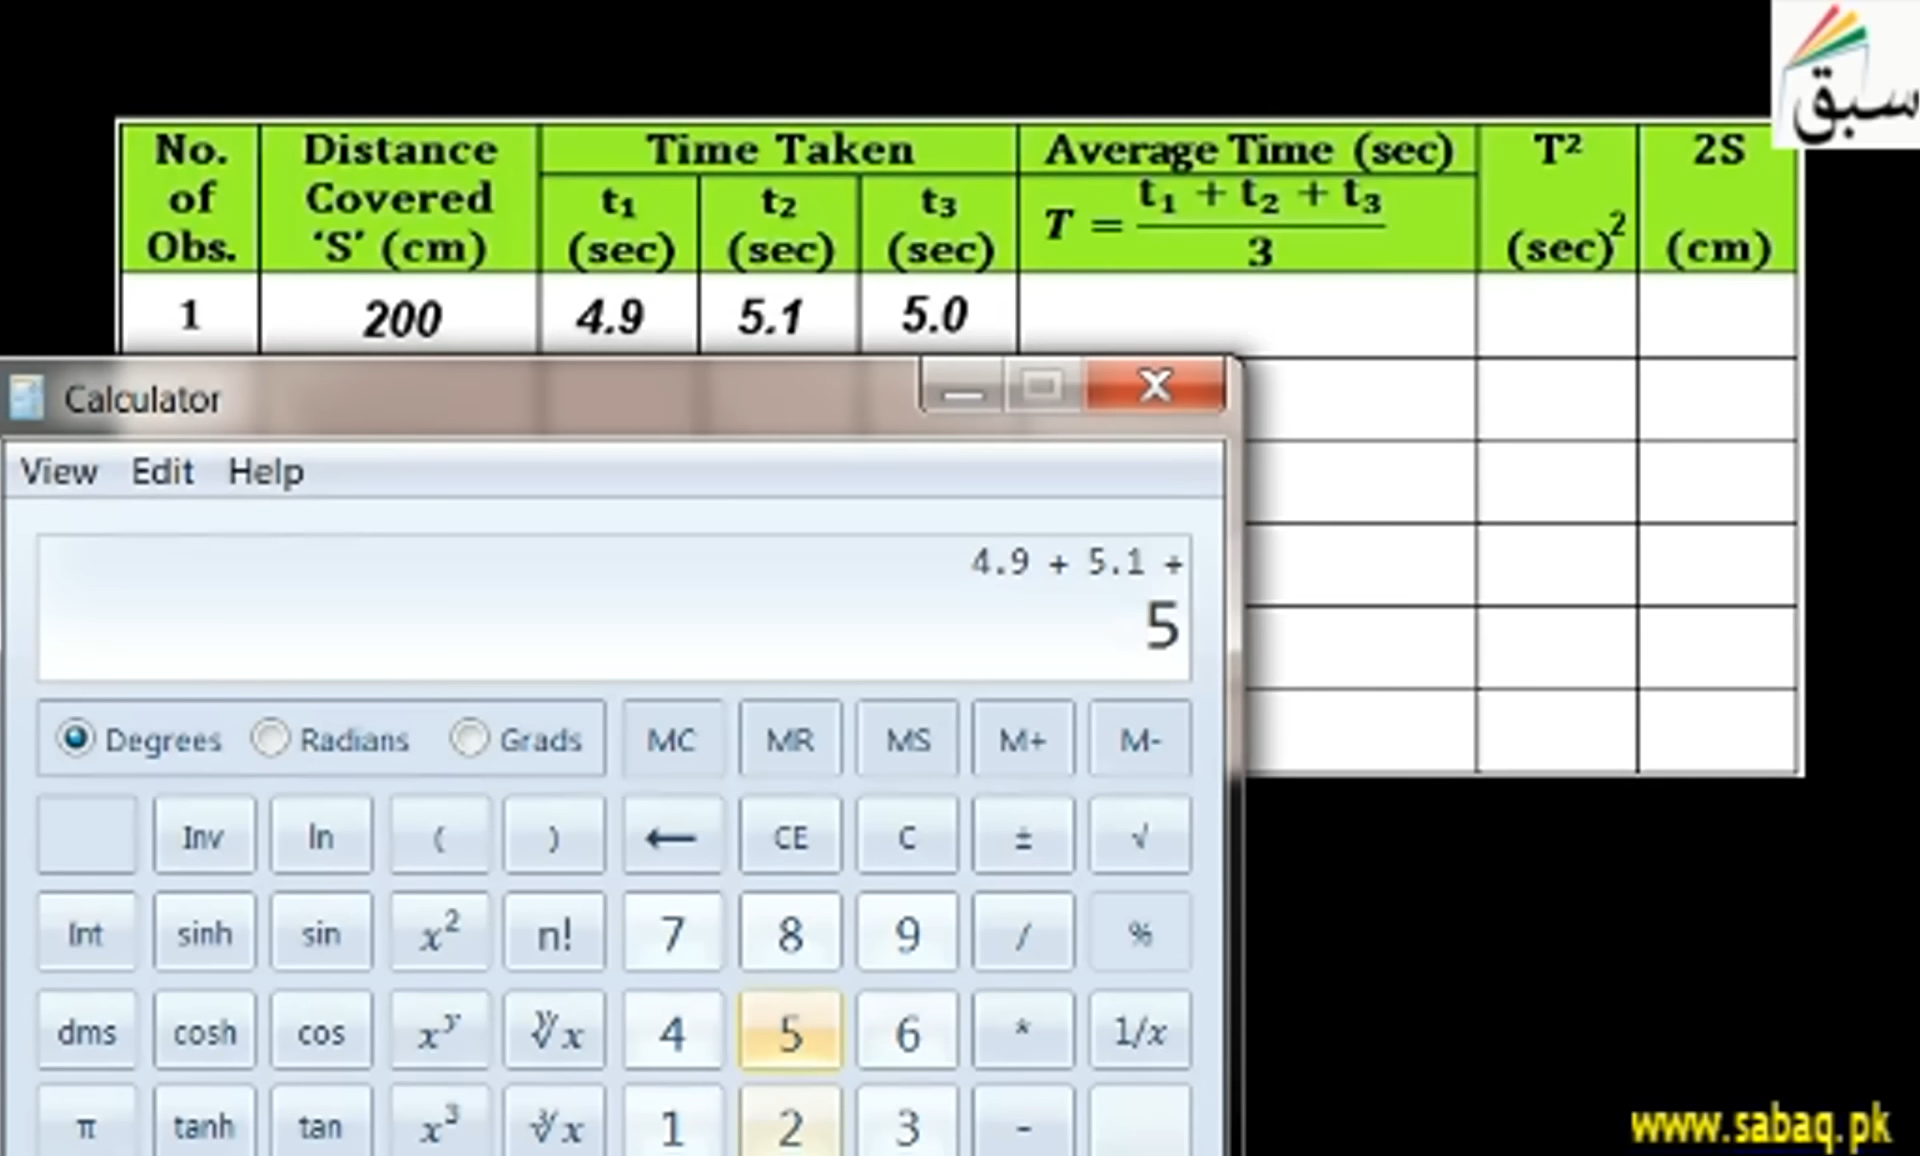 سبق
No. of Obs.
Distance Covered ‘S’ (cm)
Time Taken
t₁ (sec)
t₂ (sec)
t₃ (sec)
Average Time (sec)
T = t₁ + t₂ + t₃ / 3
T² (sec)²
2S (cm)
1 200 4.9 5.1 5.0
Calculator
View Edit Help
4.9 + 5.1 +
5
Degrees Radians Grads MC MR MS M+ M-
Inv ln ( ) ← CE C ± √
Int sinh sin x² n! 7 8 9 / %
dms cosh cos xʸ ʸ√x 4 5 6 * 1/x
π tanh tan x³ ³√x 1 2 3 -
www.sabaq.pk